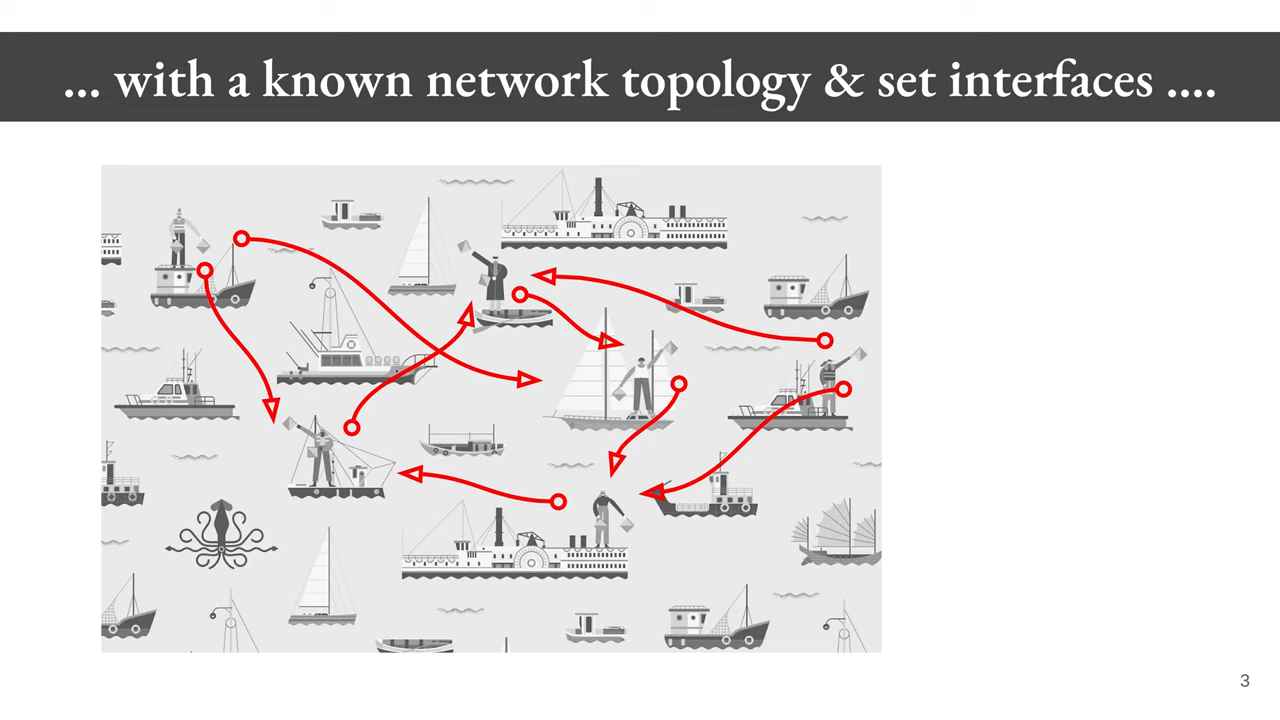 ... with a known network topology & set interfaces ....
3